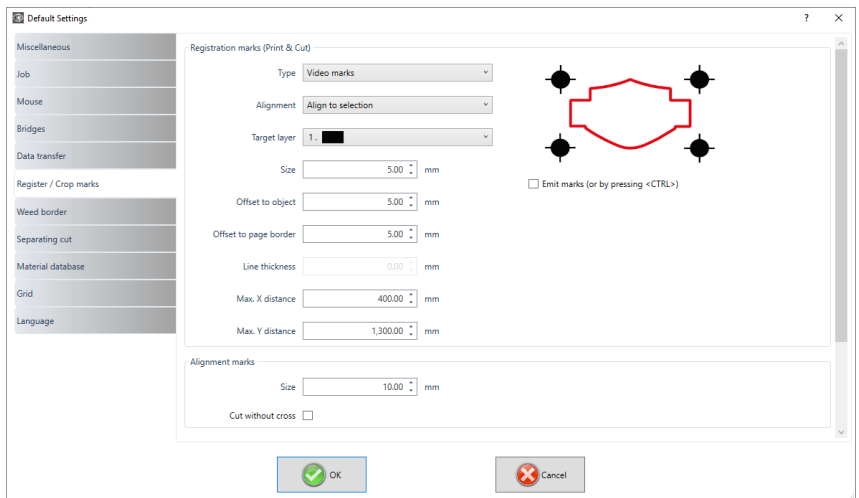 Default Settings
?
Miscellaneous
Job
Mouse
Bridges
Data transfer
Register / Crop marks
Weed border
Separating cut
Material database
Grid
Language
Registration marks (Print & Cut)
Type Video marks
Alignment Align to selection
Target layer 1.
Size 5.00 mm
Offset to object 5.00 mm
Offset to page border 5.00 mm
Line thickness 0.00 mm
Max. X distance 400.00 mm
Max. Y distance 1,300.00 mm
Emit marks (or by pressing <CTRL>)
Alignment marks
Size 10.00 mm
Cut without cross
OK
Cancel